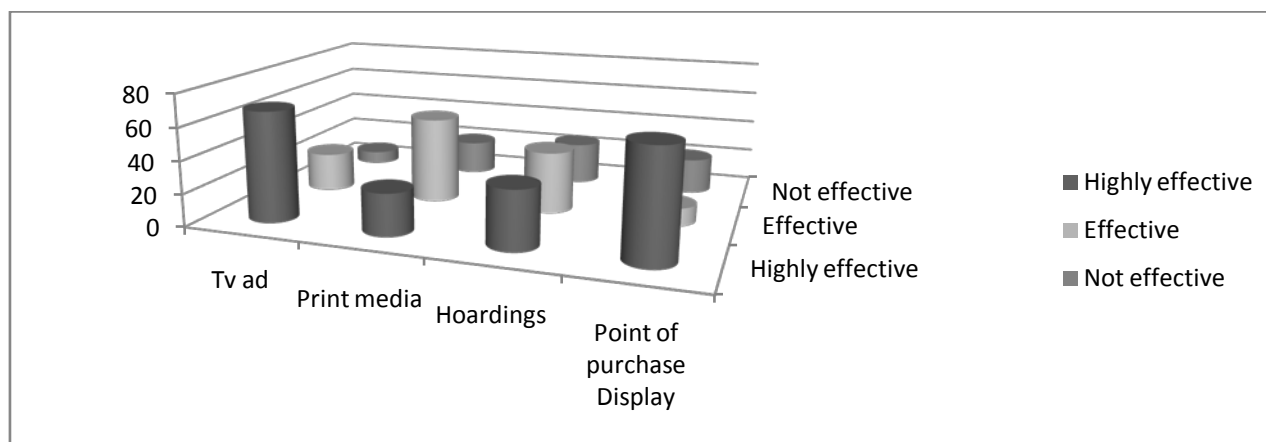 80
60
40
20
0
Tv ad
Print media
Hoardings
Point of
purchase
Display
Not effective
Effective
Highly effective
Highly effective
Effective
Not effective